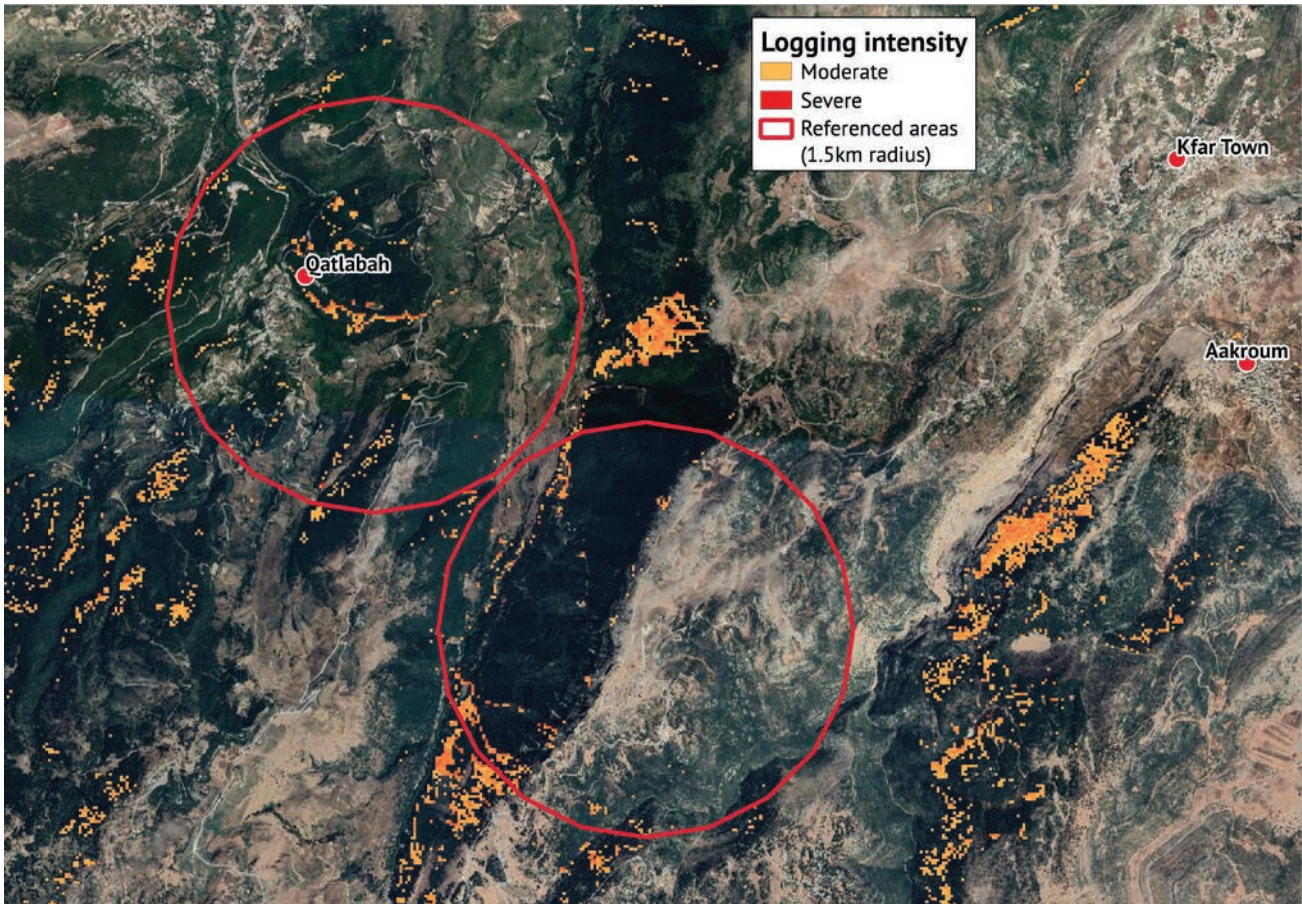 Logging intensity
Moderate
Severe
Referenced areas
(1.5km radius)
Kfar Town
Qatlabah
Aakroum